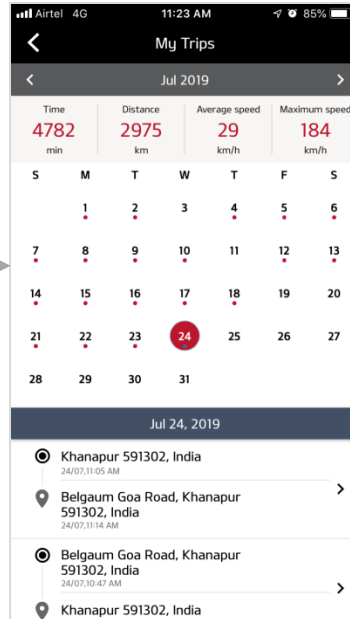 Airtel 4G 11:23 AM 85%
My Trips
Jul 2019
Time Distance Average speed Maximum speed
4782 2975 29 184
min km km/h km/h
S M T W T F S
1 2 3 4 5 6
7 8 9 10 11 12 13
14 15 16 17 18 19 20
21 22 23 24 25 26 27
28 29 30 31
Jul 24, 2019
Khanapur 591302, India
24/07,11:05 AM
Belgaum Goa Road, Khanapur
591302, India
24/07,11:14 AM
Belgaum Goa Road, Khanapur
591302, India
24/07,10:47 AM
Khanapur 591302, India